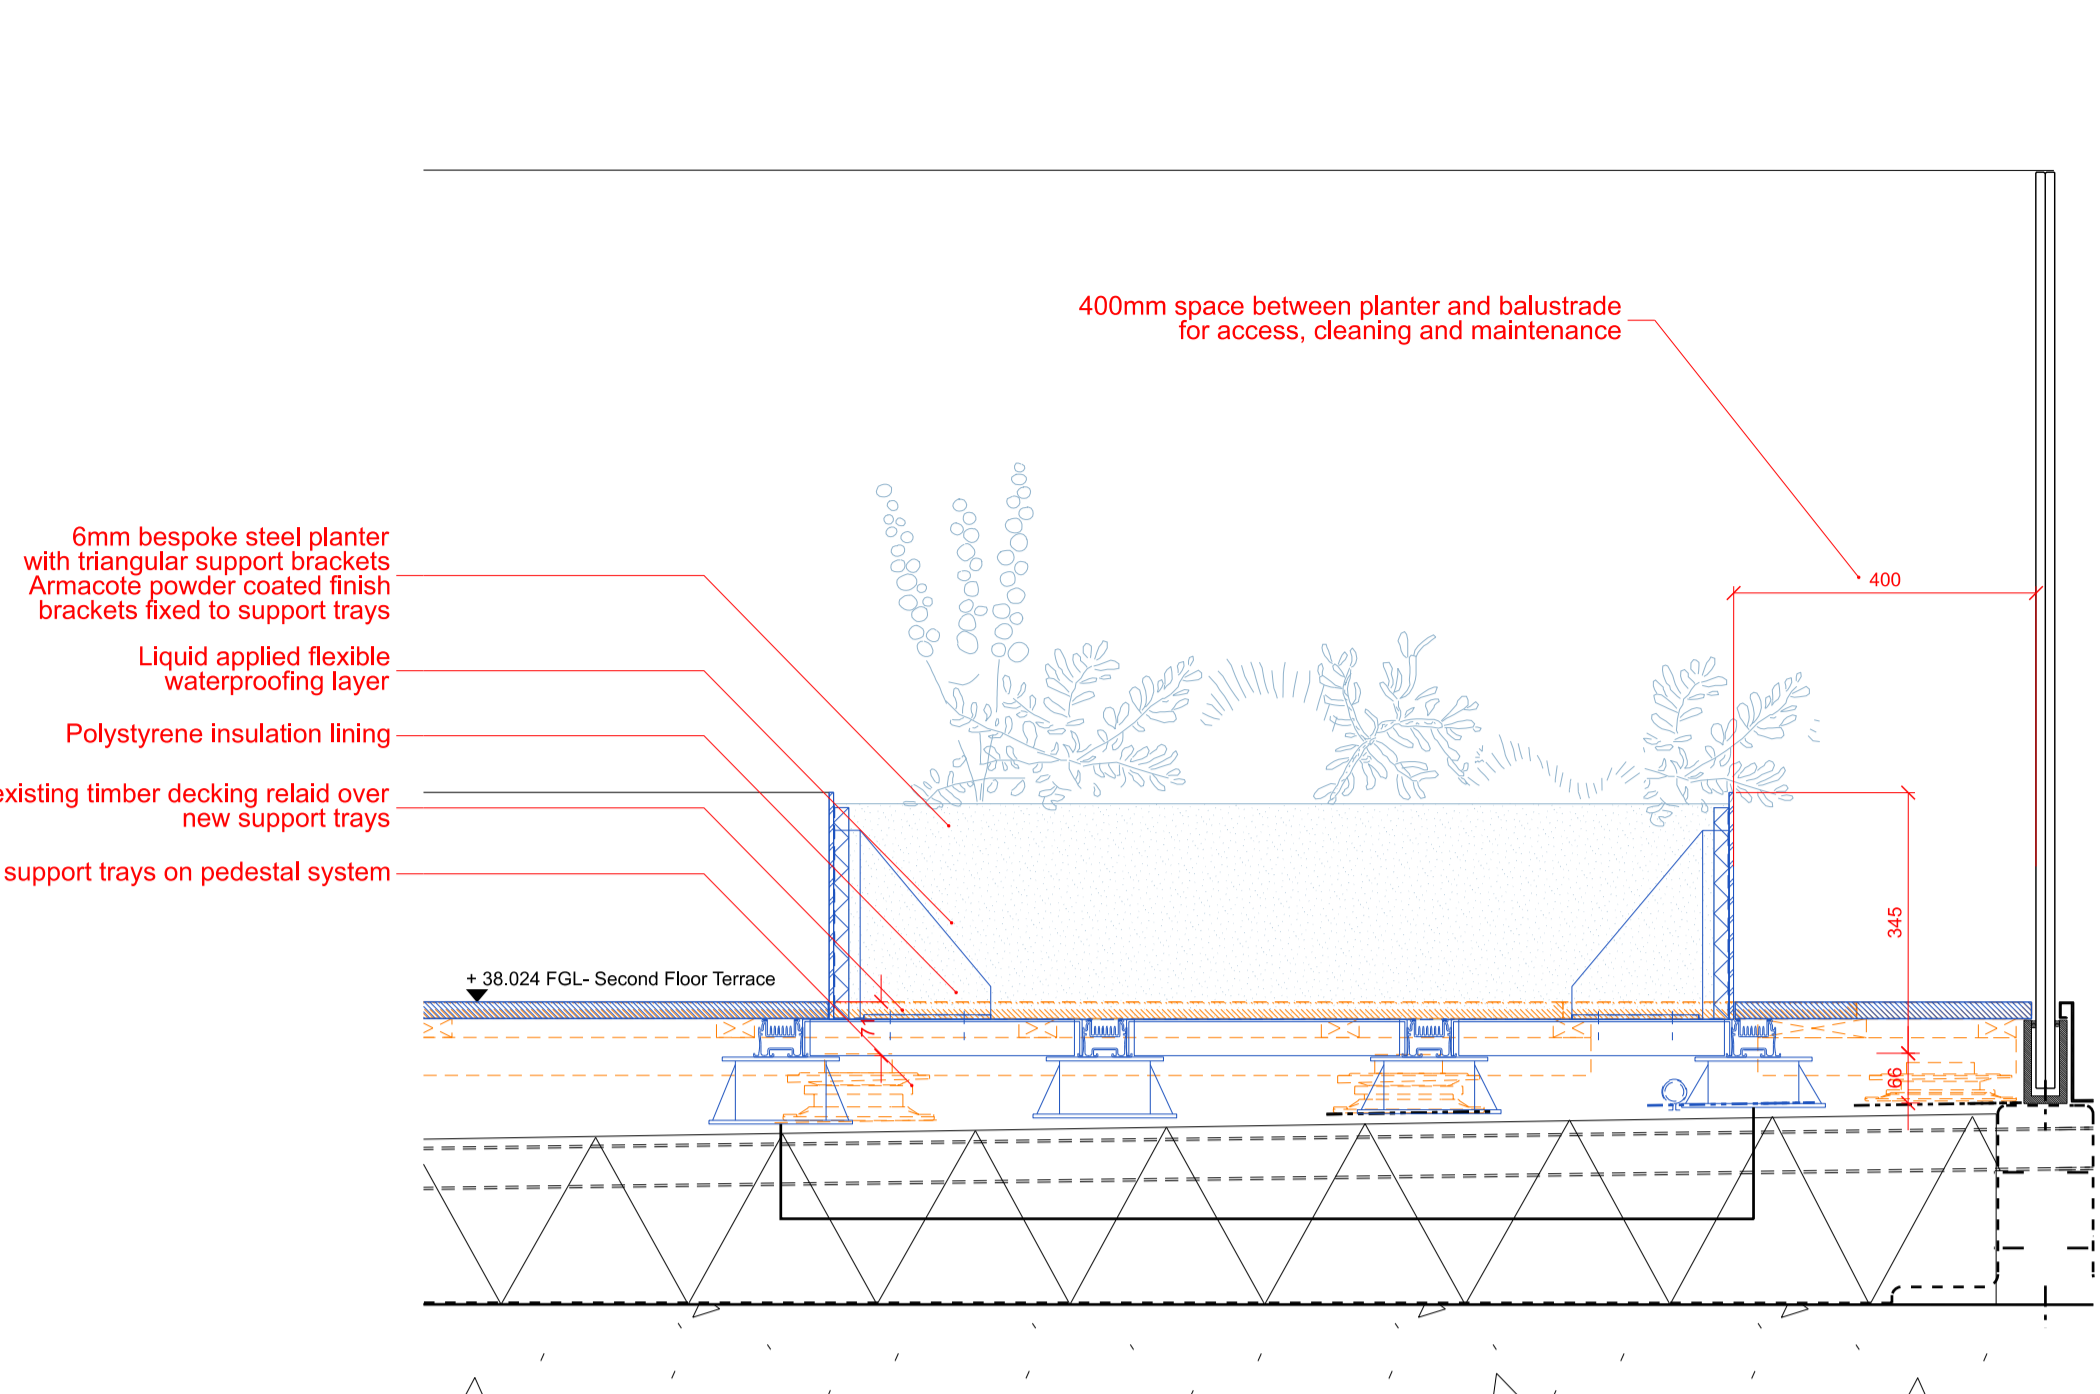 400mm space between planter and balustrade
for access, cleaning and maintenance
400
6mm bespoke steel planter
with triangular support brackets
Armacote powder coated finish
brackets fixed to support trays
Liquid applied flexible
waterproofing layer
Polystyrene insulation lining
existing timber decking relaid over
new support trays
support trays on pedestal system
345
+ 38.024 FGL- Second Floor Terrace
71
66